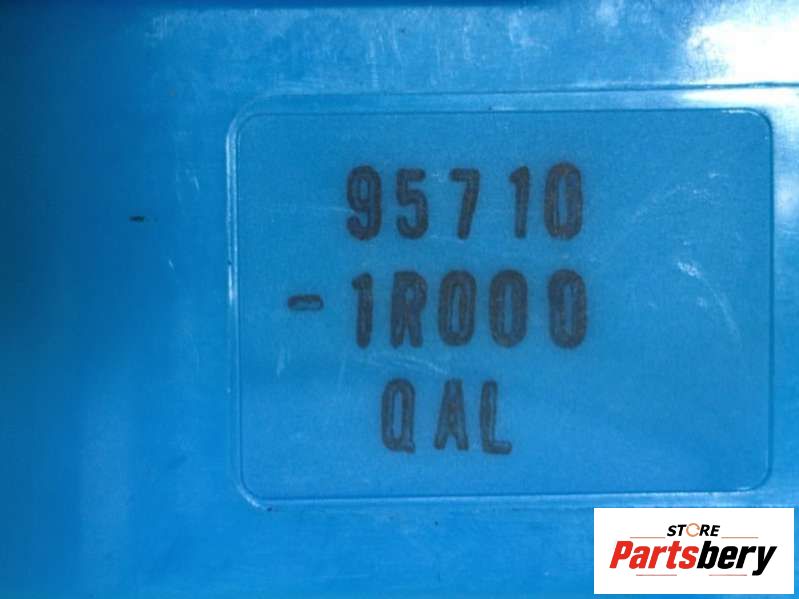 95710
-1R000
QAL
STORE
Partsbery